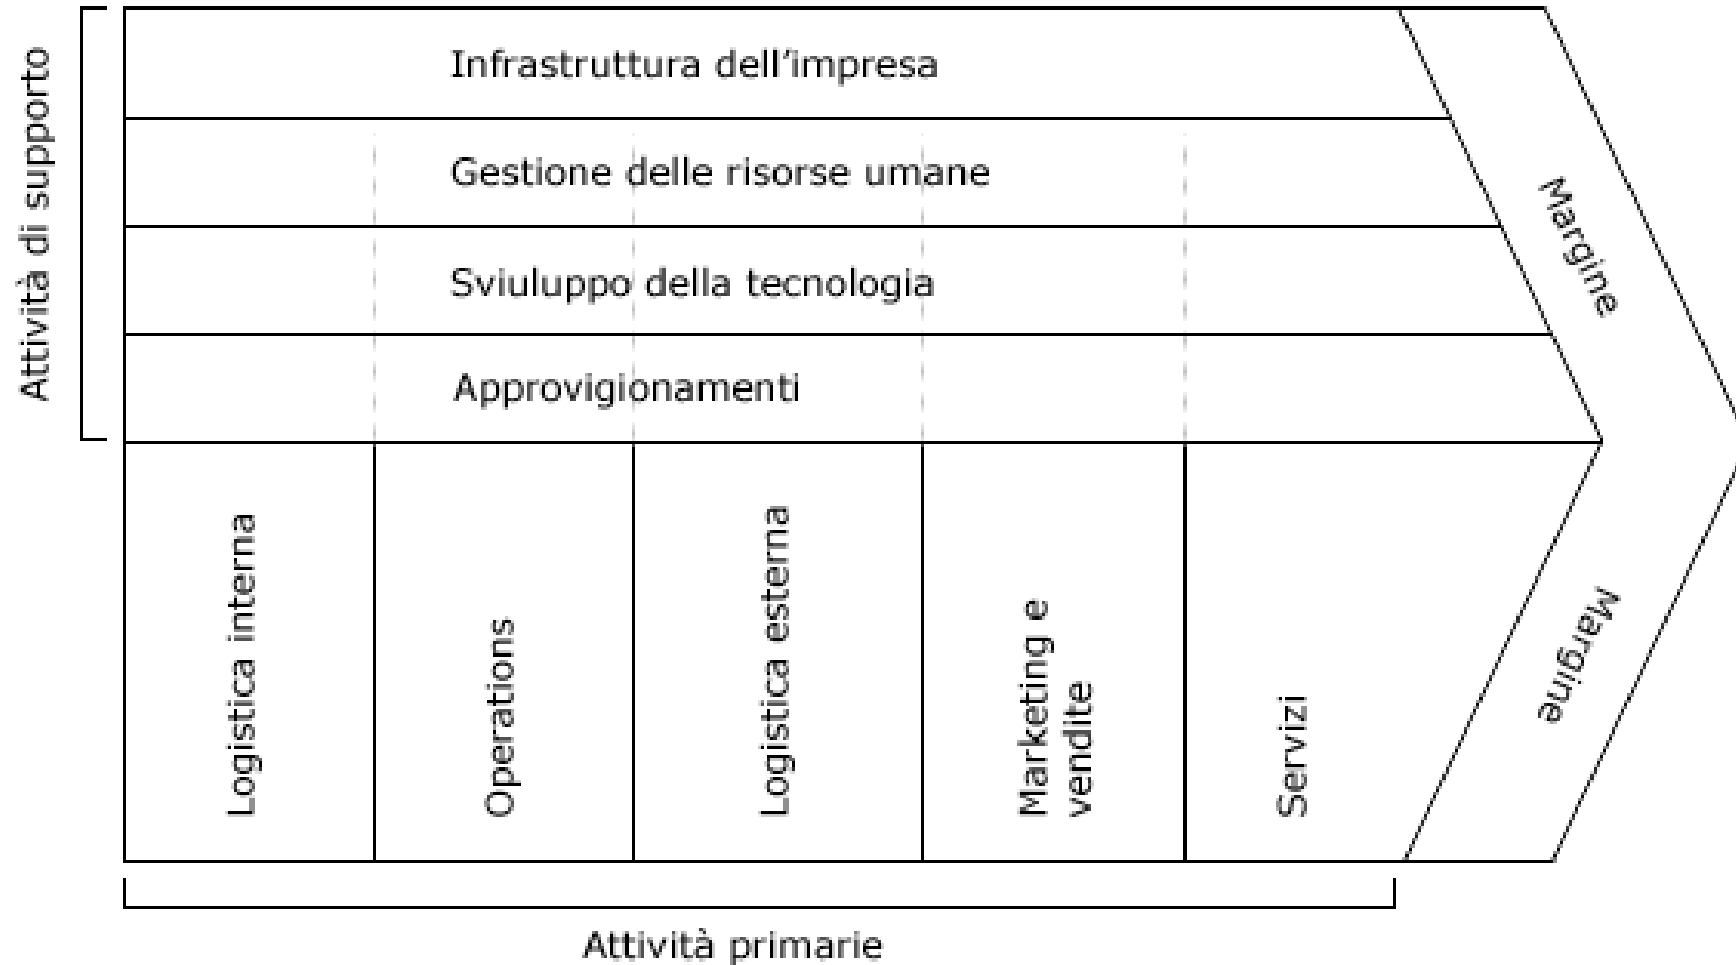 Attività di supporto
Infrastruttura dell'impresa
Gestione delle risorse umane
Sviuluppo della tecnologia
Approvigionamenti
Margine
Logistica interna
Operations
Logistica esterna
Marketing e
vendite
Servizi
Margine
Attività primarie